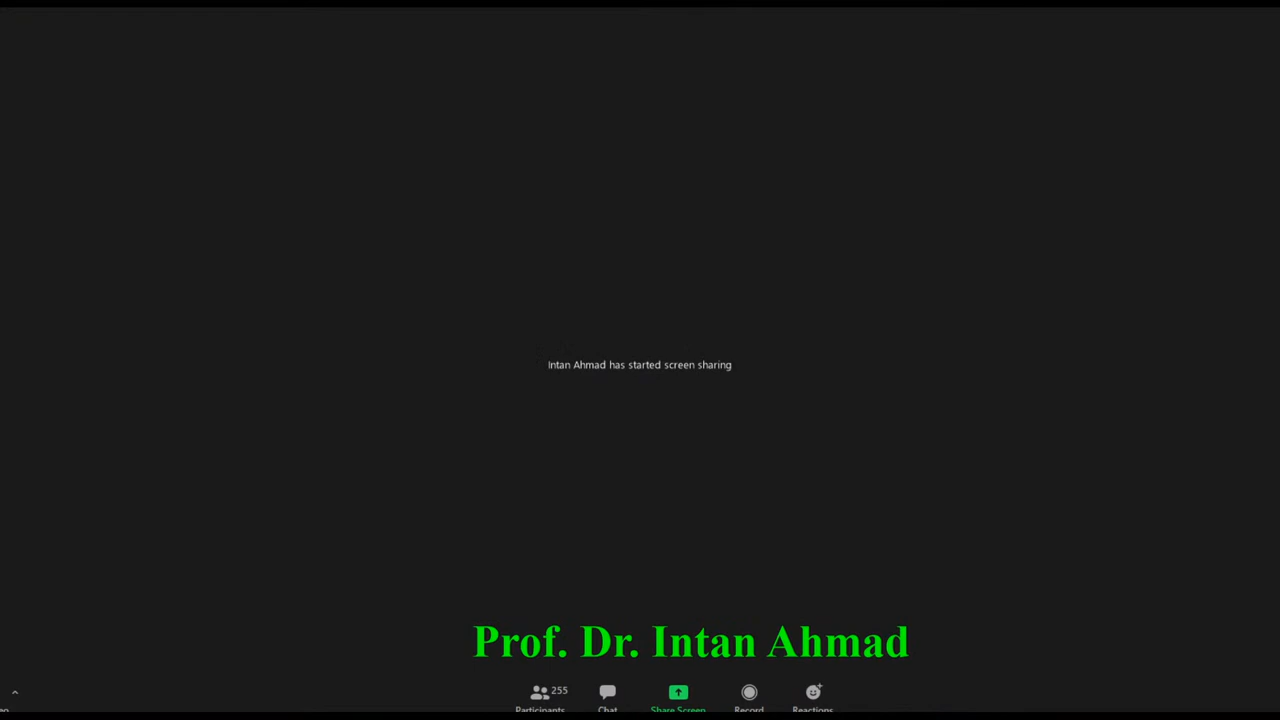 Intan Ahmad has started screen sharing
Prof. Dr. Intan Ahmad
255
Participants
Chat
Share Screen
Record
Reactions